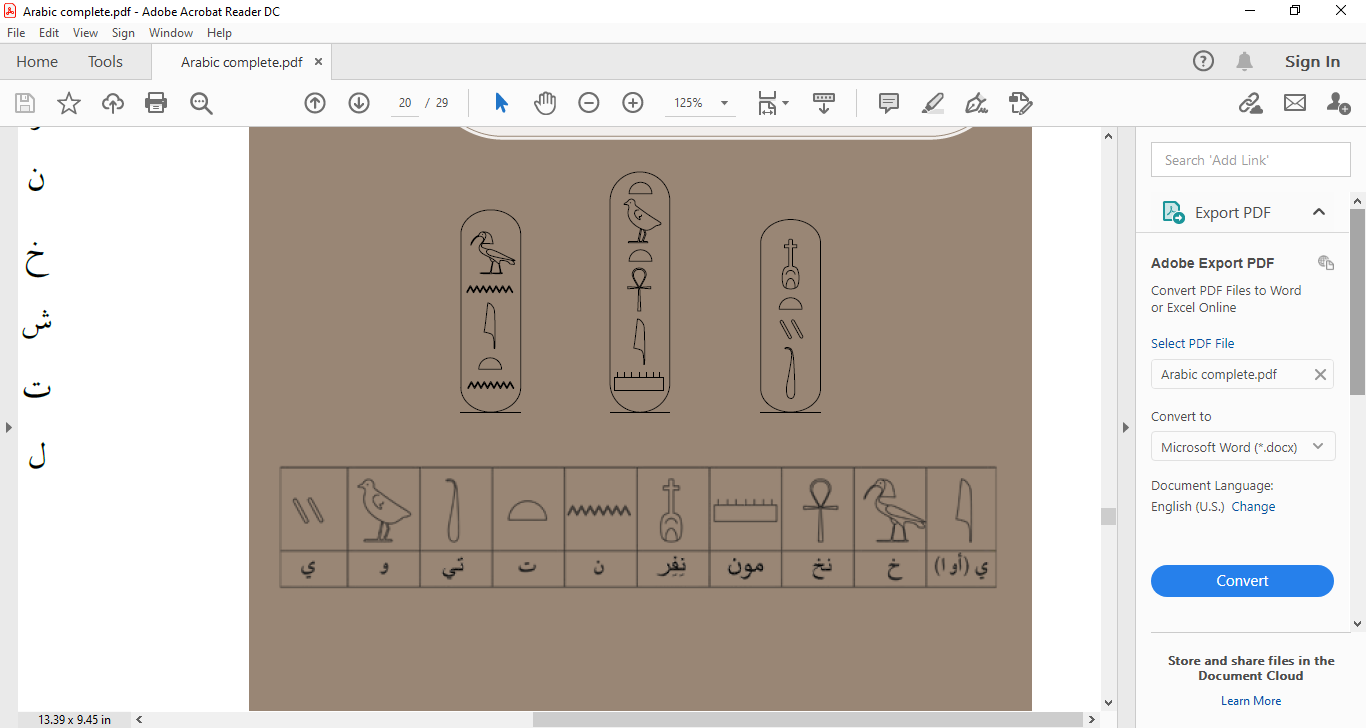 Arabic complete.pdf - Adobe Acrobat Reader DC
File Edit View Sign Window Help
Home Tools Arabic complete.pdf × Sign In
20 / 29 125%
ن
خ
ش
ت
ل
ي (أو ا) خ نخ مون نِفِر ن ت تي و ي
13.39 x 9.45 in
Search 'Add Link'
Export PDF
Adobe Export PDF
Convert PDF Files to Word
or Excel Online
Select PDF File
Arabic complete.pdf
Convert to
Microsoft Word (*.docx)
Document Language:
English (U.S.) Change
Convert
Store and share files in the
Document Cloud
Learn More